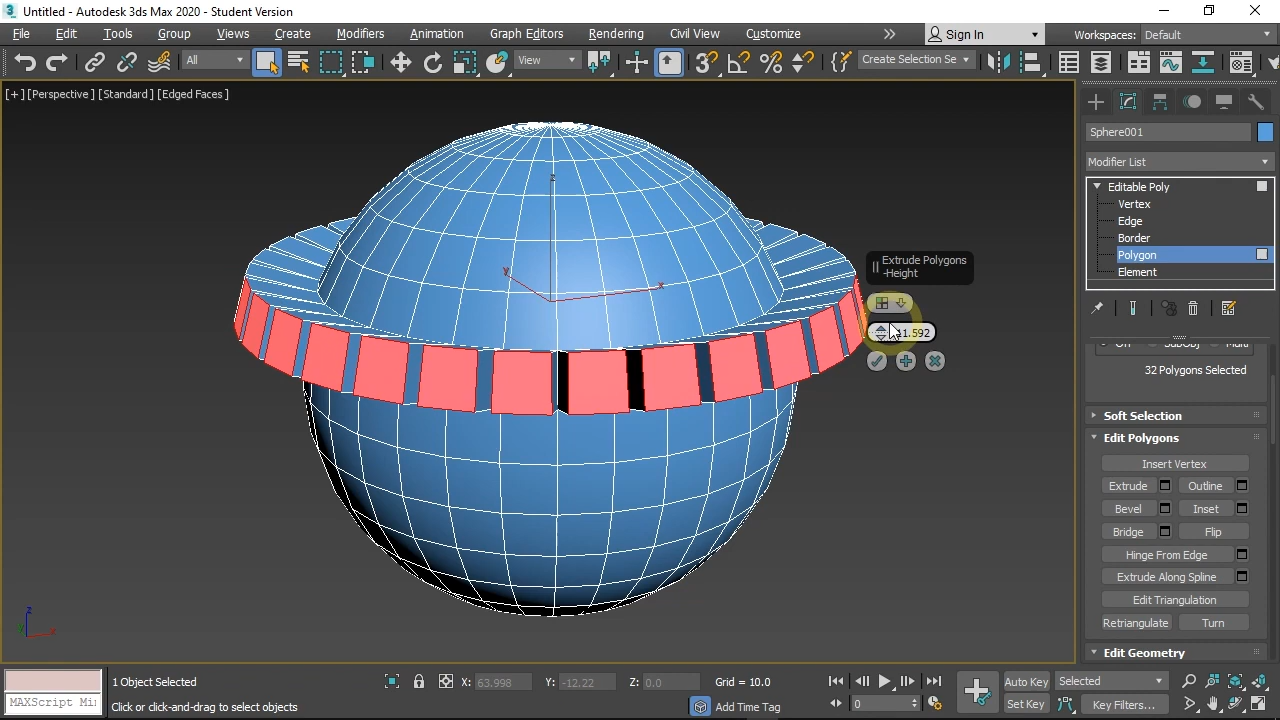 Untitled - Autodesk 3ds Max 2020 - Student Version
File Edit Tools Group Views Create Modifiers Animation Graph Editors Rendering Civil View Customize Sign In Workspaces: Default
All View Create Selection Se
[+] [Perspective] [Standard] [Edged Faces]
Sphere001
Modifier List
Editable Poly
Vertex
Edge
Border
Polygon
Element
Extrude Polygons
-Height
1.592
z
y
x
32 Polygons Selected
Soft Selection
Edit Polygons
Insert Vertex
Extrude Outline
Bevel Inset
Bridge Flip
Hinge From Edge
Extrude Along Spline
Edit Triangulation
Retriangulate Turn
Edit Geometry
z
y
x
1 Object Selected X: 63.998 Y: -12.22 Z: 0.0 Grid = 10.0 Auto Key Selected
MAXScript Mi Click or click-and-drag to select objects Add Time Tag 0 Set Key Key Filters...